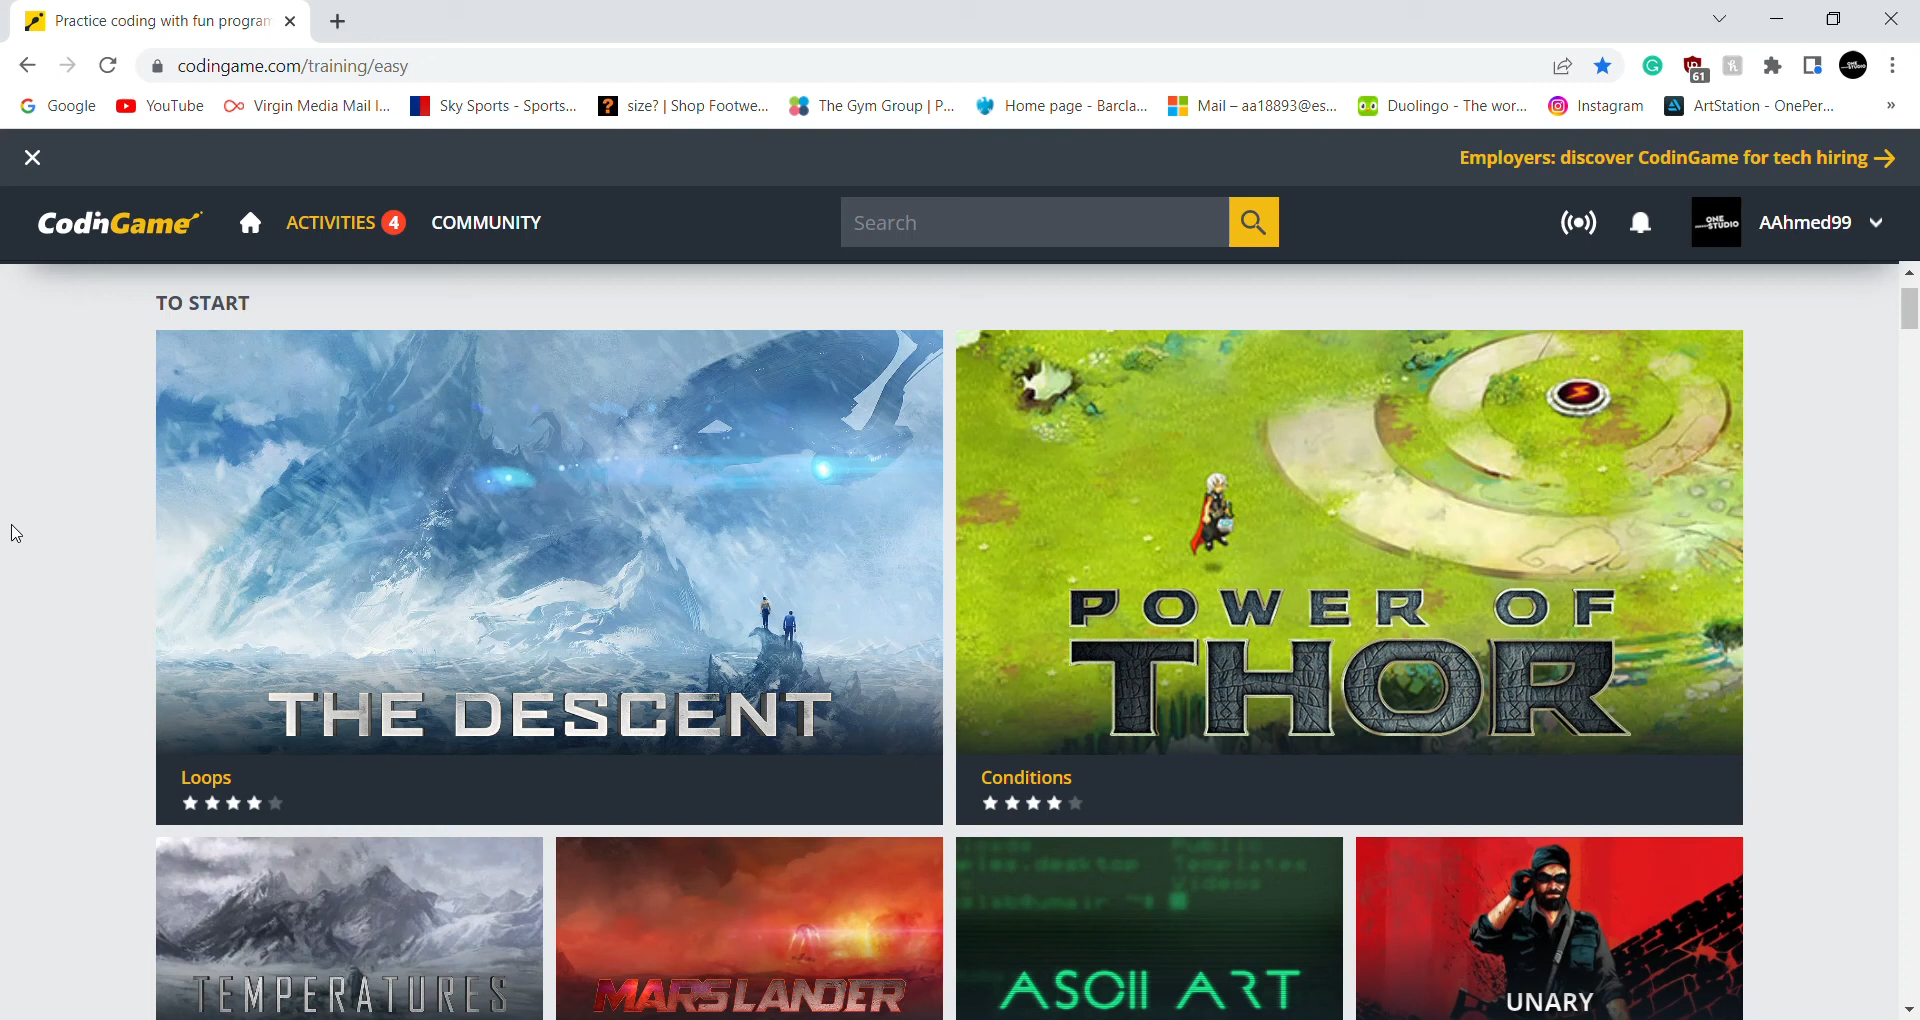 Practice coding with fun progran
codingame.com/training/easy
61
Google
YouTube
Virgin Media Mail I...
Sky Sports - Sports...
size? | Shop Footwe...
The Gym Group | P...
Home page - Barcla...
Mail – aa18893@es...
Duolingo - The wor...
Instagram
ArtStation - OnePer...
»
Employers: discover CodinGame for tech hiring →
CodinGame
ACTIVITIES 4
COMMUNITY
Search
ONE
STUDIO
AAhmed99
TO START
THE DESCENT
Loops
POWER OF
THOR
Conditions
TEMPERATURES
MARS LANDER
ASCII ART
UNARY